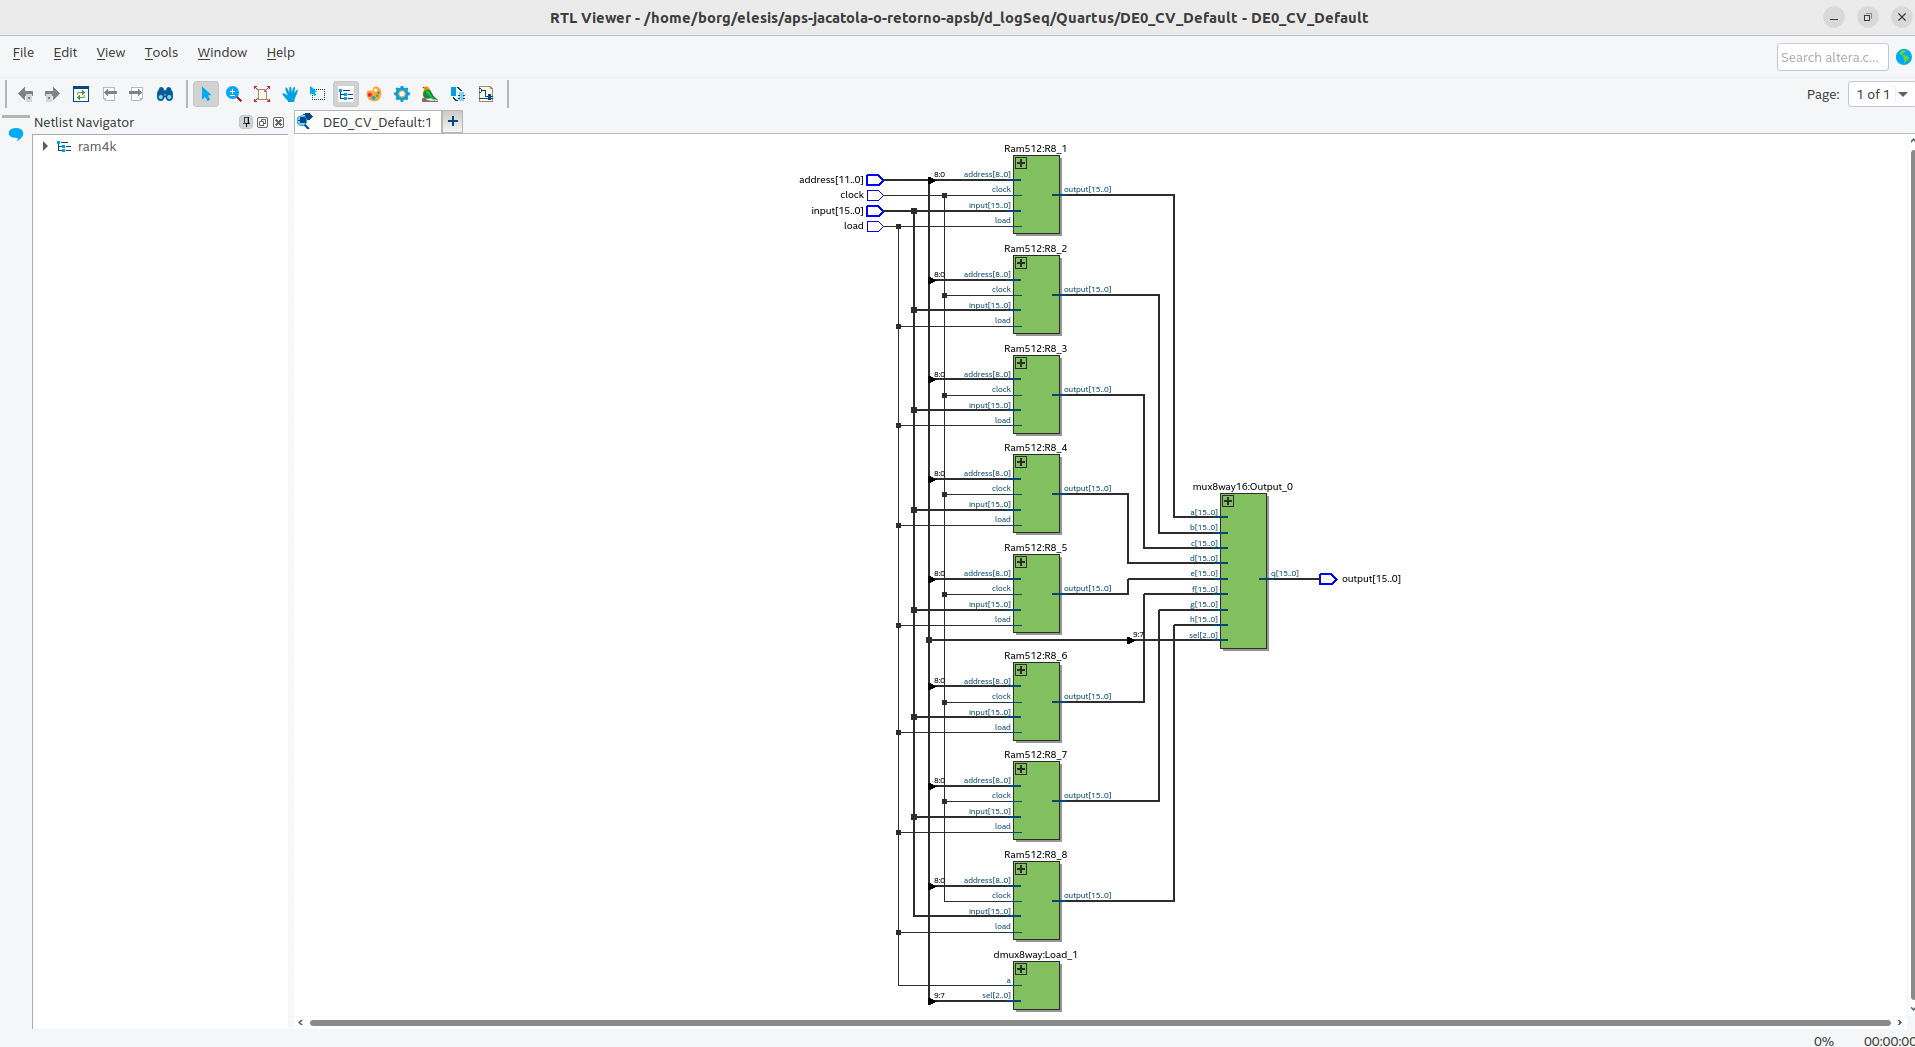 RTL Viewer - /home/borg/elesis/aps-jacatola-o-retorno-apsb/d_logSeq/Quartus/DE0_CV_Default - DE0_CV_Default
File Edit View Tools Window Help
Search altera.c...
Page: 1 of 1
Netlist Navigator
DE0_CV_Default:1
ram4k
address[11..0]
clock
input[15..0]
load
Ram512:R8_1
8:0 address[8..0]
clock
input[15..0]
load
output[15..0]
Ram512:R8_2
8:0 address[8..0]
clock
input[15..0]
load
output[15..0]
Ram512:R8_3
8:0 address[8..0]
clock
input[15..0]
load
output[15..0]
Ram512:R8_4
8:0 address[8..0]
clock
input[15..0]
load
output[15..0]
Ram512:R8_5
8:0 address[8..0]
clock
input[15..0]
load
output[15..0]
Ram512:R8_6
8:0 address[8..0]
clock
input[15..0]
load
output[15..0]
Ram512:R8_7
8:0 address[8..0]
clock
input[15..0]
load
output[15..0]
Ram512:R8_8
8:0 address[8..0]
clock
input[15..0]
load
output[15..0]
dmux8way:Load_1
a
9:7 sel[2..0]
mux8way16:Output_0
a[15..0]
b[15..0]
c[15..0]
d[15..0]
e[15..0]
f[15..0]
g[15..0]
h[15..0]
9:7 sel[2..0]
q[15..0]
output[15..0]
0% 00:00:00